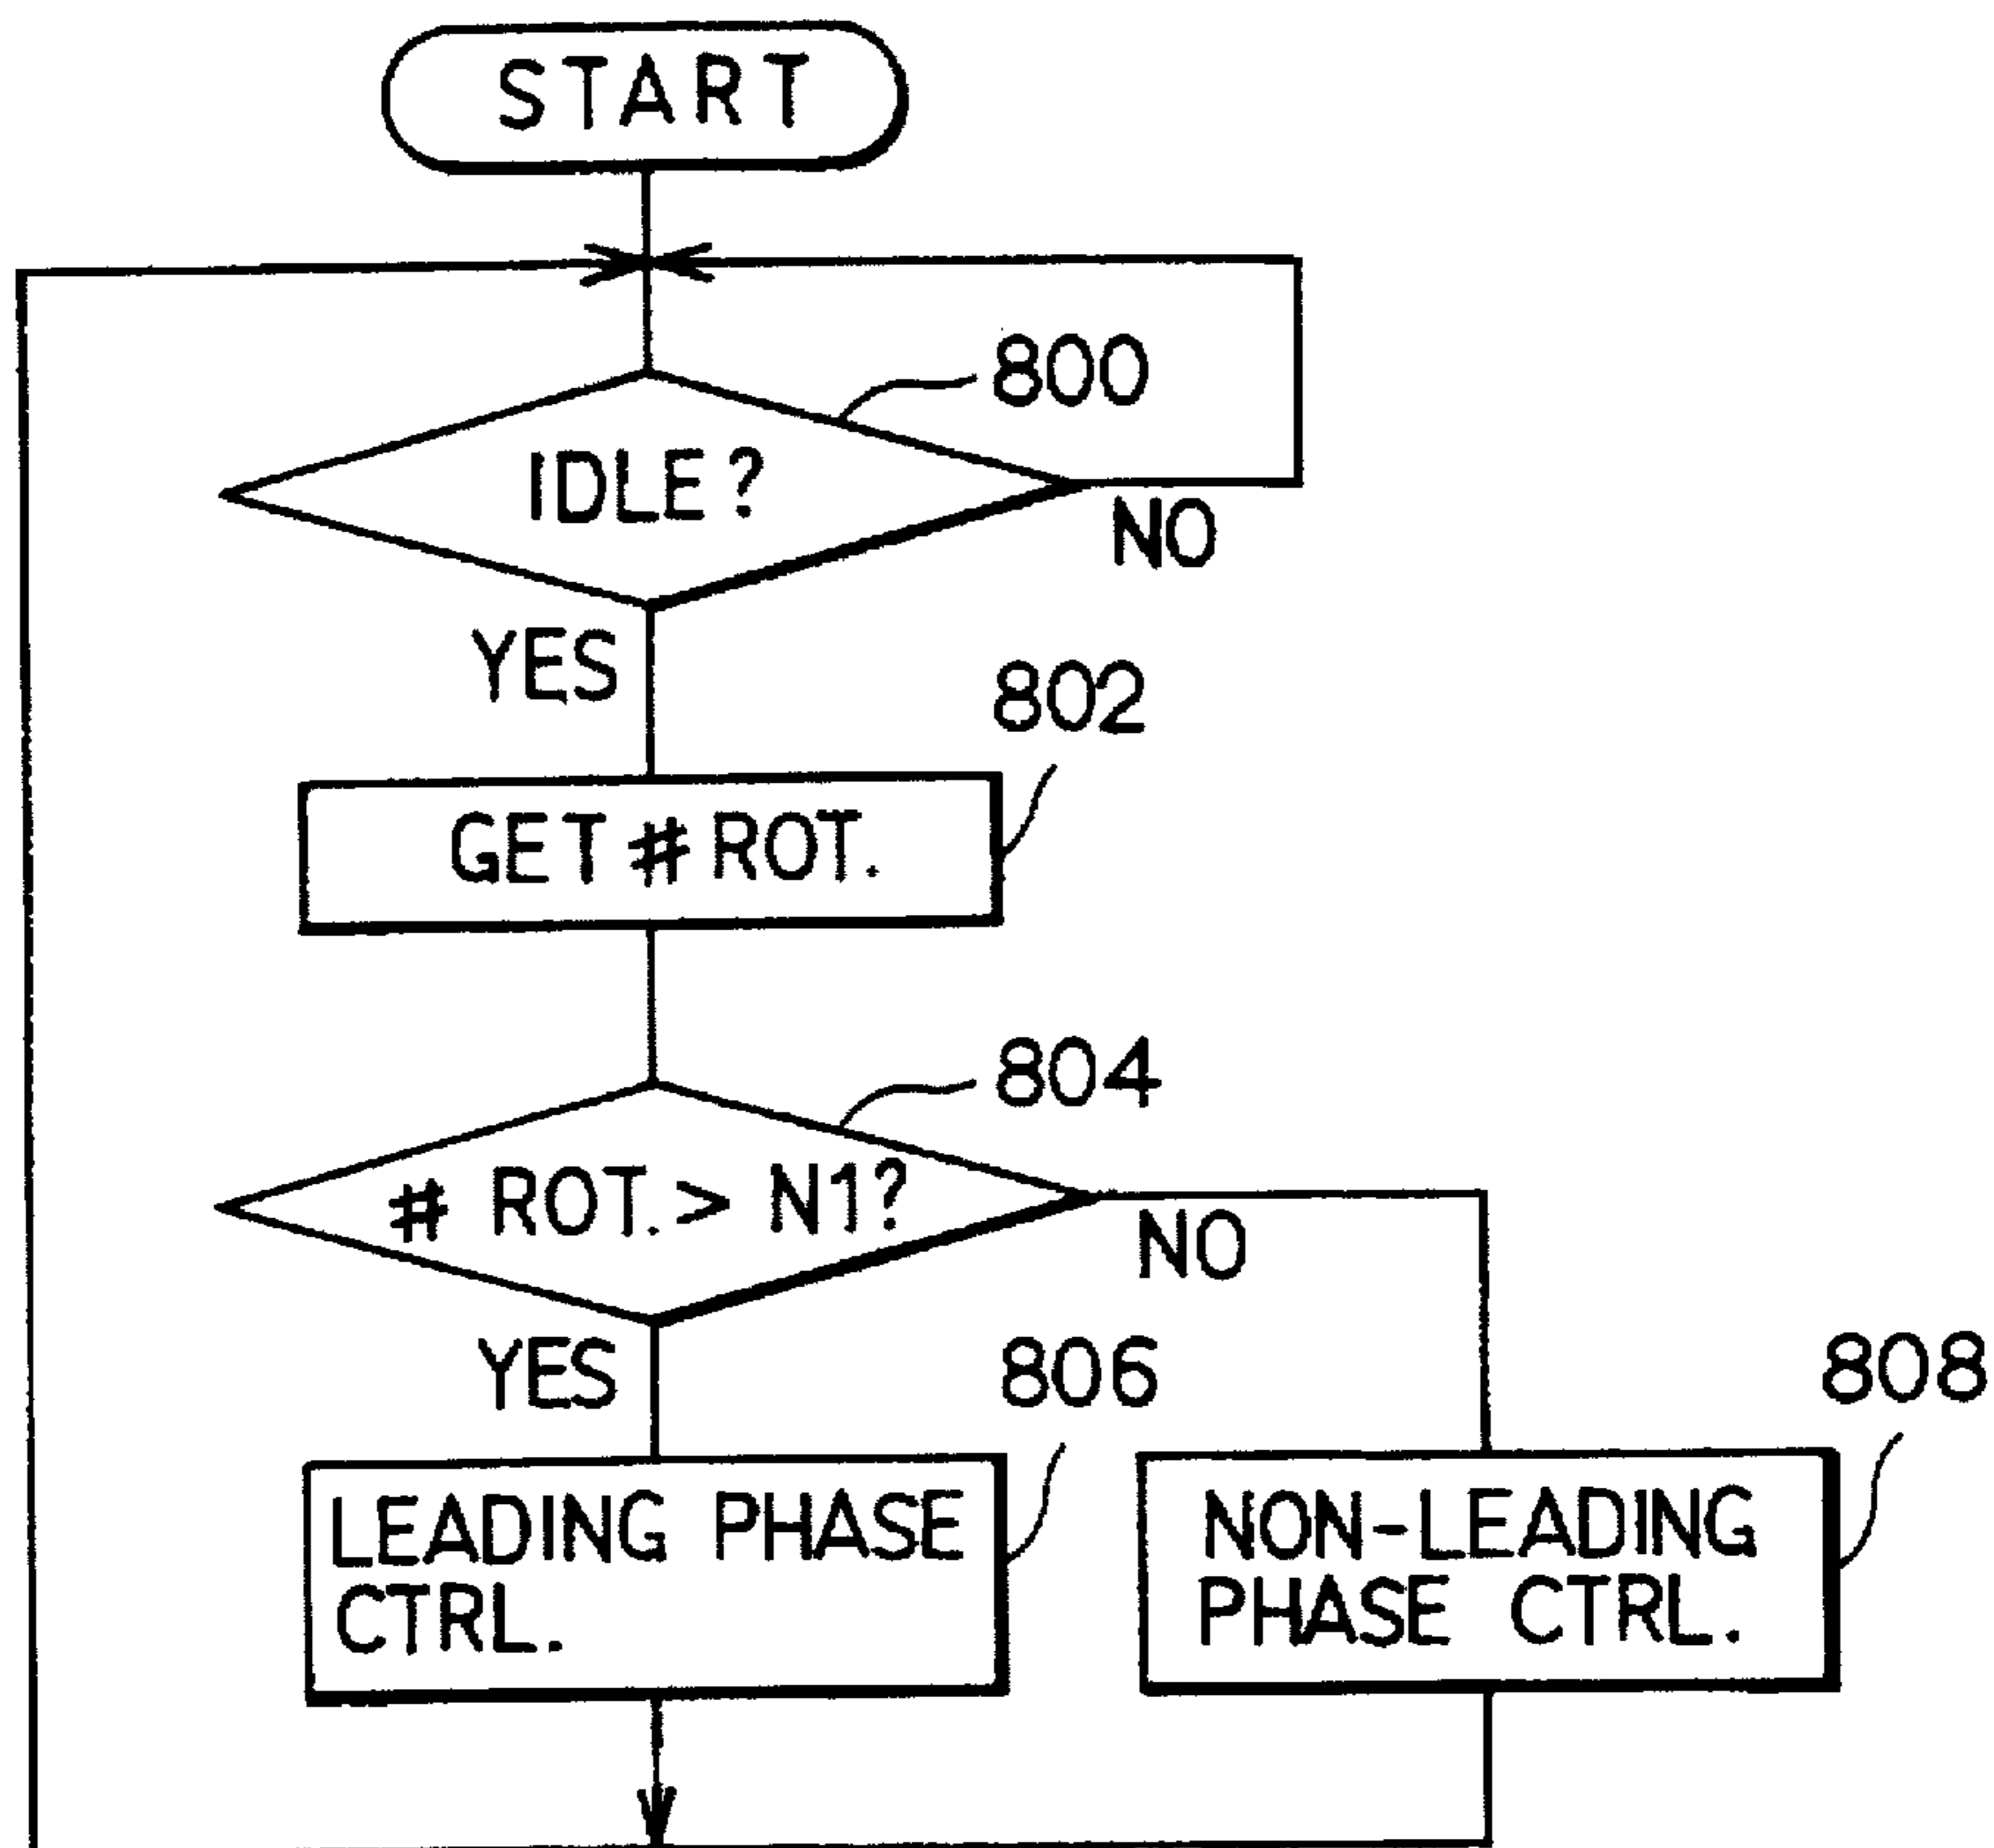 START
800
IDLE?
NO
YES
802
GET # ROT.
804
# ROT. > N1?
NO
YES
806
808
LEADING PHASE
CTRL.
NON-LEADING
PHASE CTRL.